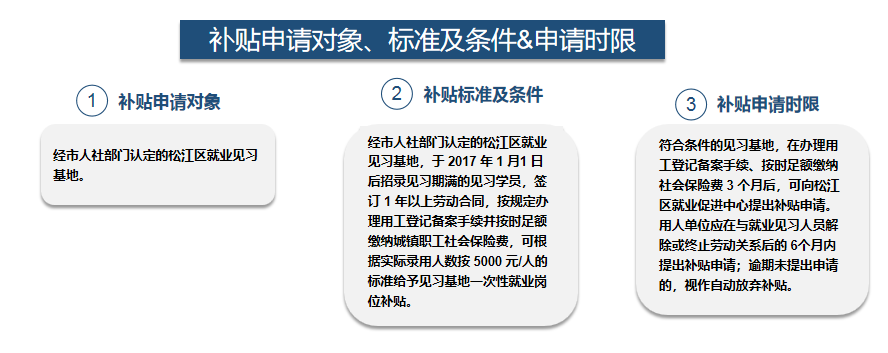 补贴申请对象、标准及条件&申请时限
1 补贴申请对象
经市人社部门认定的松江区就业见习
基地。
2 补贴标准及条件
经市人社部门认定的松江区就业
见习基地，于 2017 年 1月1 日
后招录见习期满的见习学员，签
订 1 年以上劳动合同，按规定办
理用工登记备案手续并按时足额
缴纳城镇职工社会保险费，可根
据实际录用人数按 5000 元/人的
标准给予见习基地一次性就业岗
位补贴。
3 补贴申请时限
符合条件的见习基地，在办理用
工登记备案手续、按时足额缴纳
社会保险费 3 个月后，可向松江
区就业促进中心提出补贴申请。
用人单位应在与就业见习人员解
除或终止劳动关系后的 6个月内
提出补贴申请；逾期未提出申请
的，视作自动放弃补贴。